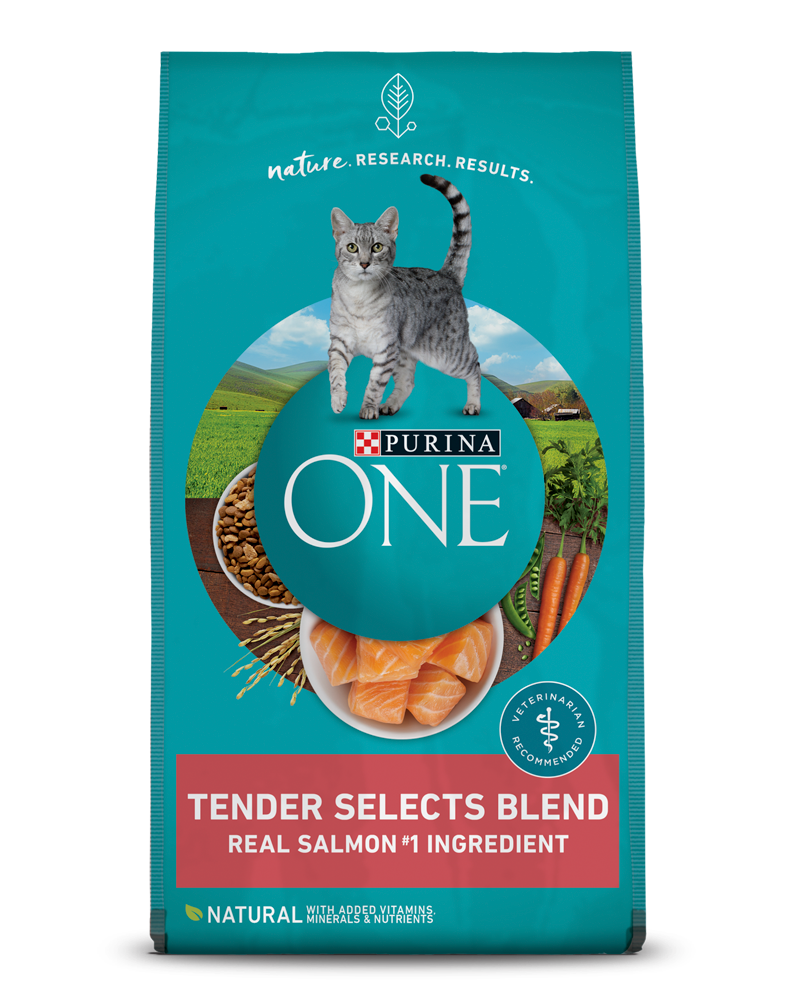 nature. RESEARCH. RESULTS.
PURINA
ONE®
VETERINARIAN
RECOMMENDED
TENDER SELECTS BLEND
REAL SALMON #1 INGREDIENT
NATURAL WITH ADDED VITAMINS,
MINERALS & NUTRIENTS